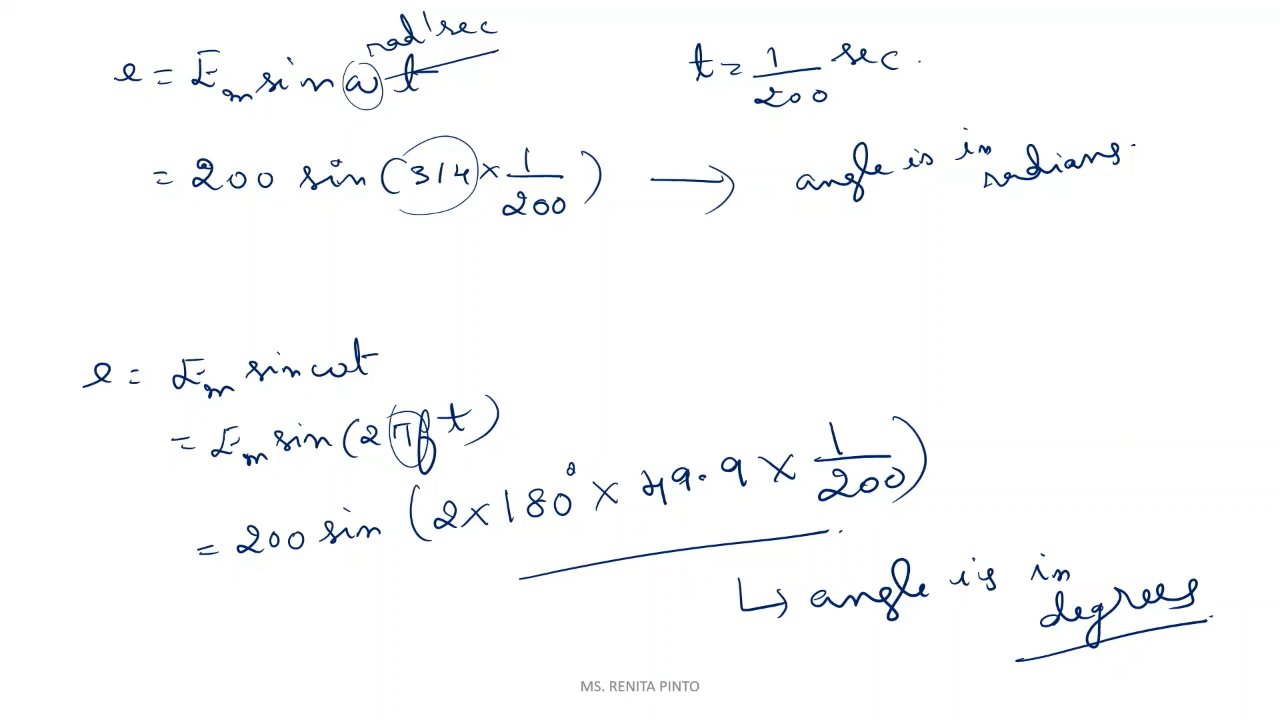 e = Em sin ωt rad/sec
t = 1/200 sec.
= 200 sin (314 × 1/200) → angle is in radians.
e = Em sin ωt
= Em sin (2πft)
= 200 sin (2 × 180° × 49.9 × 1/200)
↳ angle is in degrees
MS. RENITA PINTO